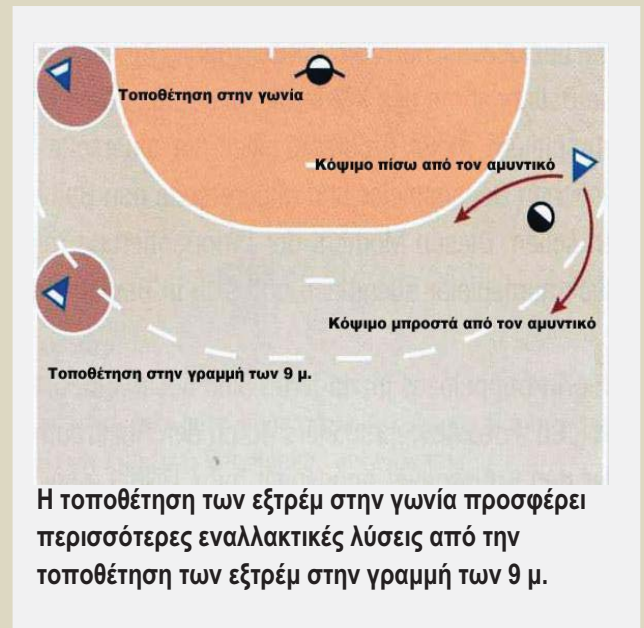 Τοποθέτηση στην γωνία
Κόψιμο πίσω από τον αμυντικό
Κόψιμο μπροστά από τον αμυντικό
Τοποθέτηση στην γραμμή των 9 μ.
Η τοποθέτηση των εξτρέμ στην γωνία προσφέρει
περισσότερες εναλλακτικές λύσεις από την
τοποθέτηση των εξτρέμ στην γραμμή των 9 μ.